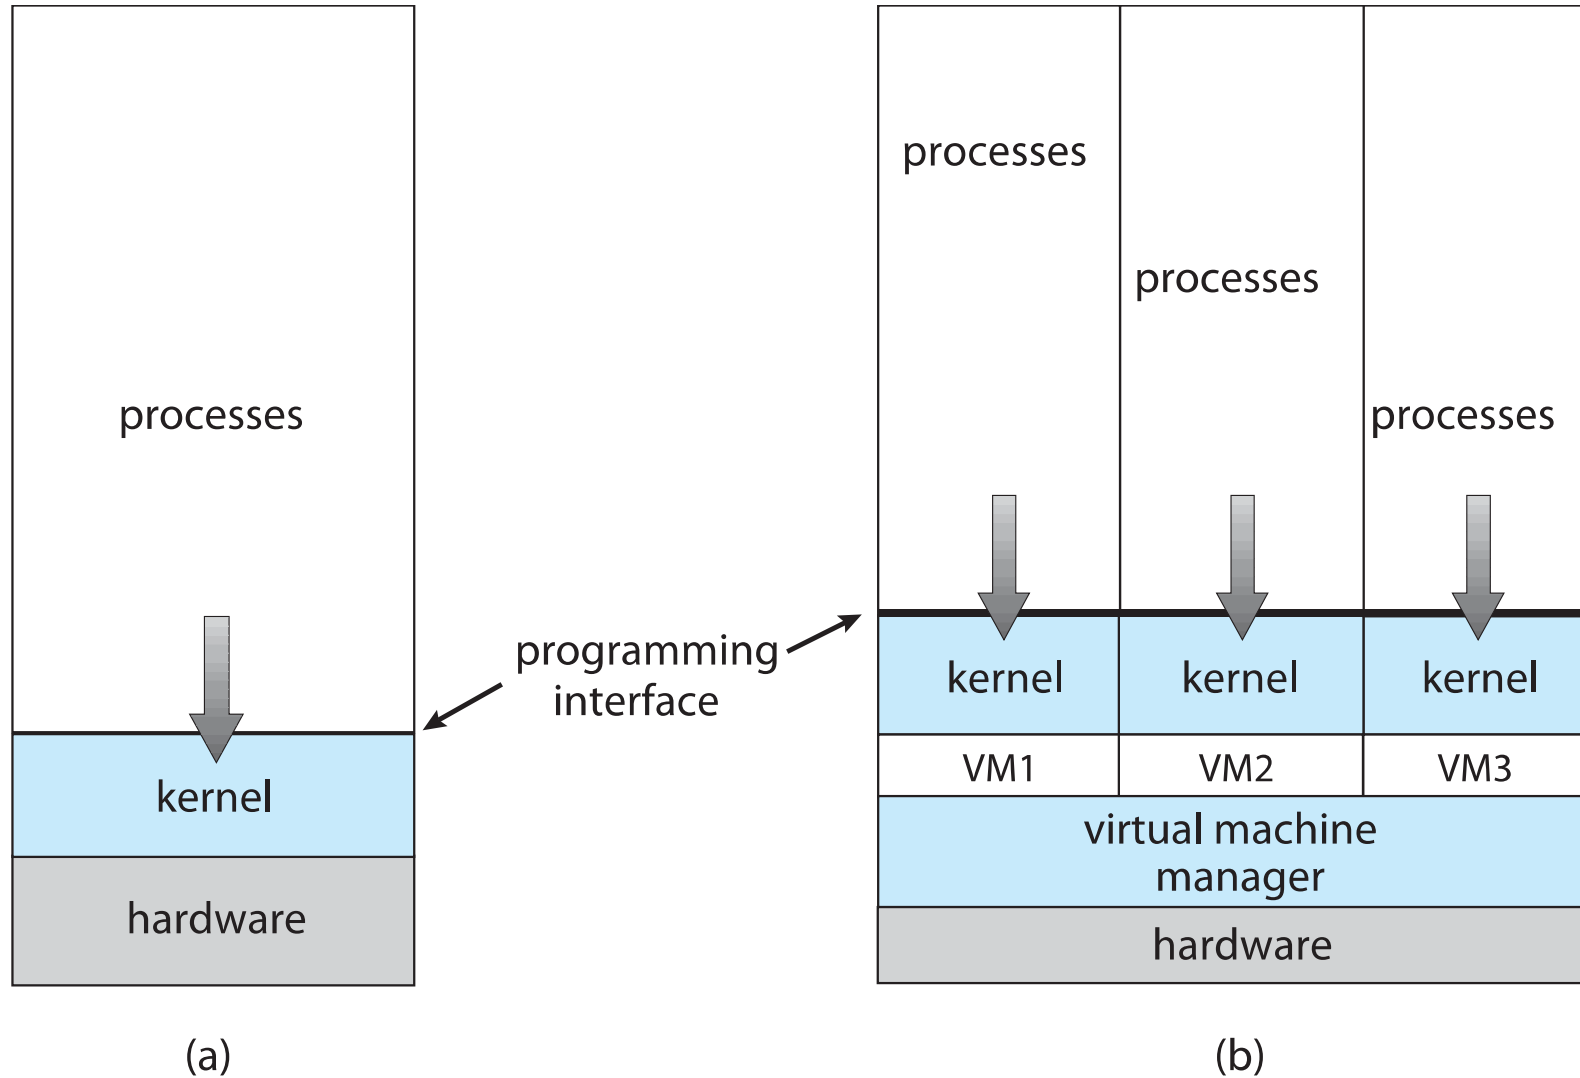 processes
kernel
hardware
(a)
programming
interface
processes
processes
processes
kernel
kernel
kernel
VM1
VM2
VM3
virtual machine
manager
hardware
(b)